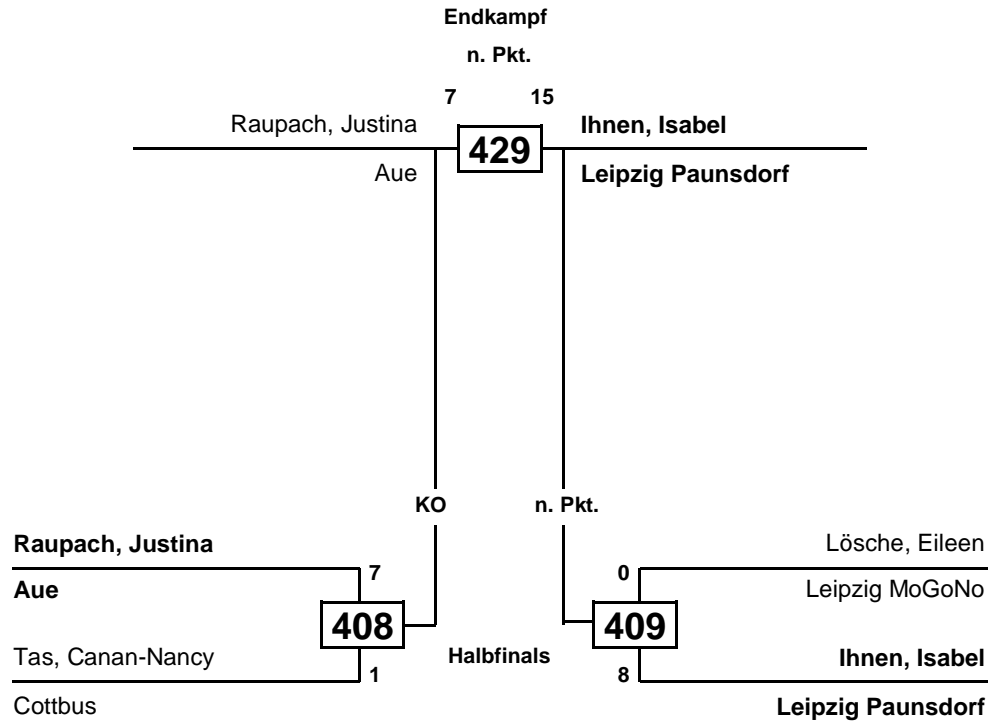 Endkampf
n. Pkt.
7 15
Raupach, Justina 429 Ihnen, Isabel
Aue Leipzig Paunsdorf
KO n. Pkt.
Raupach, Justina Lösche, Eileen
7 0
Aue Leipzig MoGoNo
408 409
Tas, Canan-Nancy Halbfinals Ihnen, Isabel
1 8
Cottbus Leipzig Paunsdorf